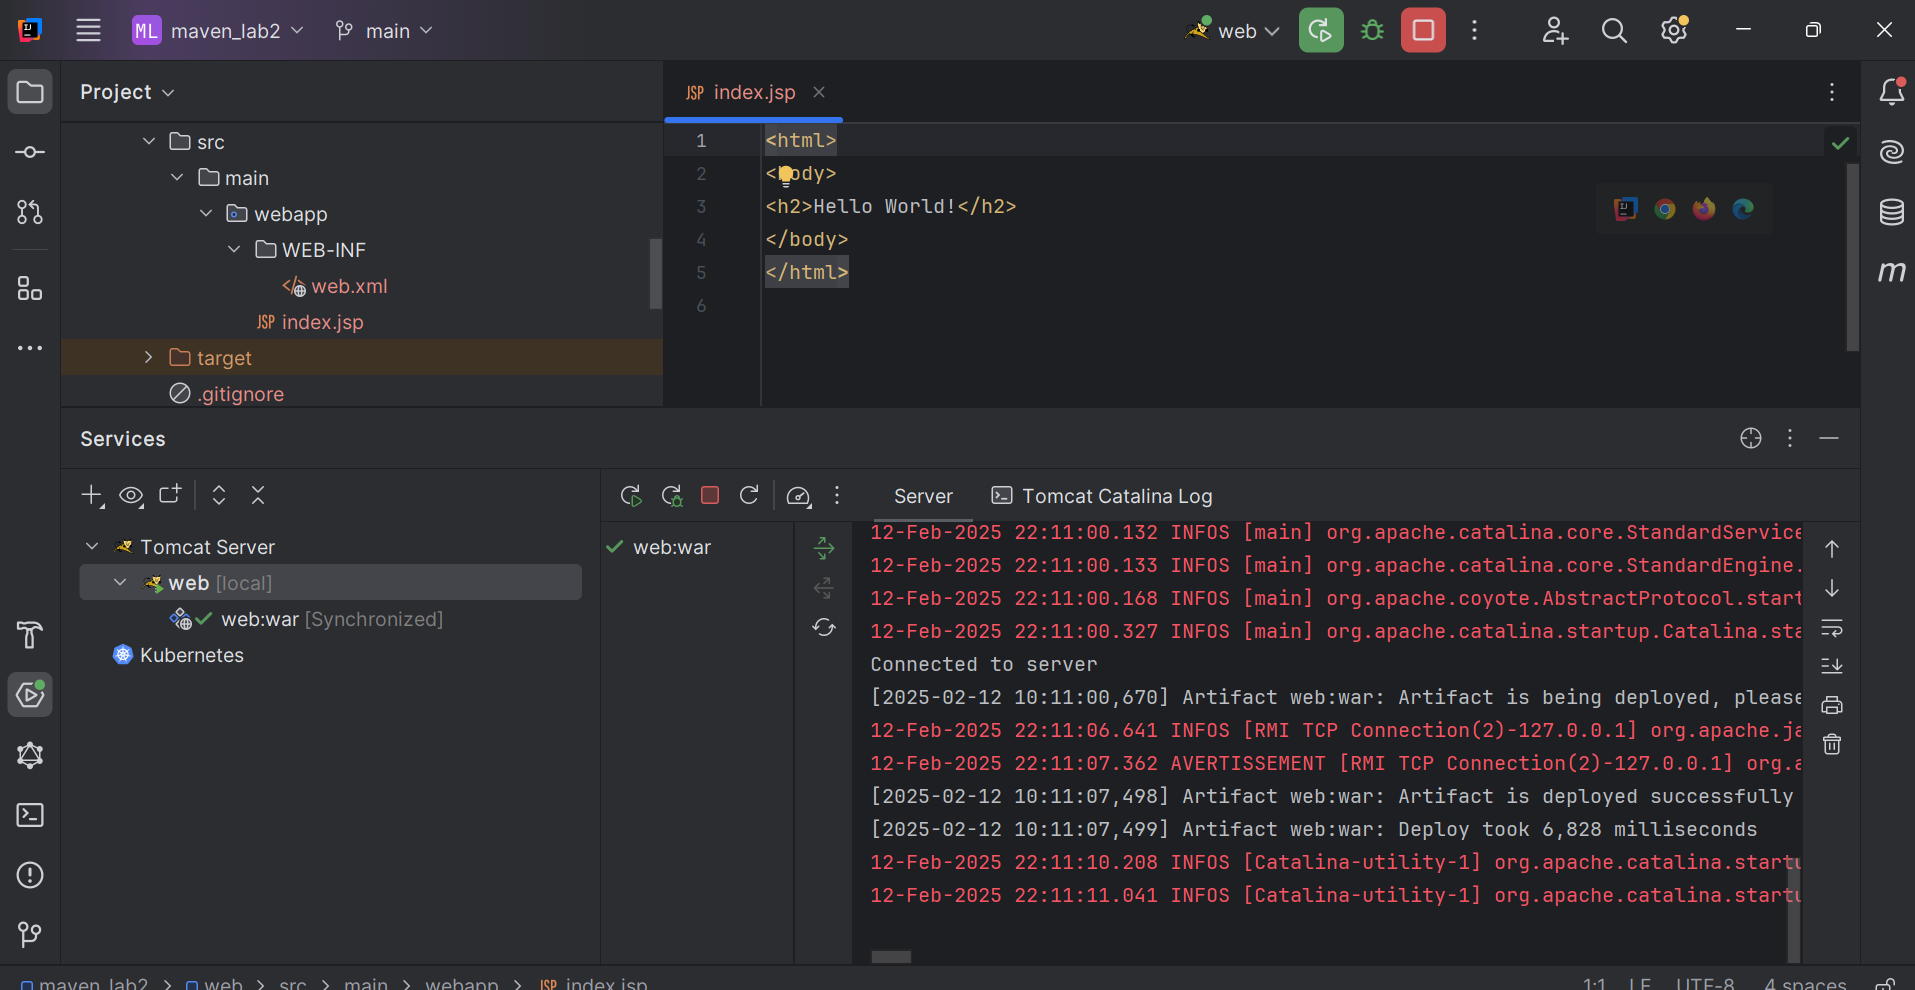 ML maven_lab2 main web
Project
index.jsp
src
main
webapp
WEB-INF
web.xml
JSP index.jsp
target
.gitignore
JSP index.jsp
1 <html>
2 <body>
3 <h2>Hello World!</h2>
4 </body>
5 </html>
6
m
Services
Server Tomcat Catalina Log
Tomcat Server
web [local]
web:war [Synchronized]
Kubernetes
web:war
12-Feb-2025 22:11:00.132 INFOS [main] org.apache.catalina.core.StandardService
12-Feb-2025 22:11:00.133 INFOS [main] org.apache.catalina.core.StandardEngine.
12-Feb-2025 22:11:00.168 INFOS [main] org.apache.coyote.AbstractProtocol.start
12-Feb-2025 22:11:00.327 INFOS [main] org.apache.catalina.startup.Catalina.sta
Connected to server
[2025-02-12 10:11:00,670] Artifact web:war: Artifact is being deployed, please
12-Feb-2025 22:11:06.641 INFOS [RMI TCP Connection(2)-127.0.0.1] org.apache.ja
12-Feb-2025 22:11:07.362 AVERTISSEMENT [RMI TCP Connection(2)-127.0.0.1] org.a
[2025-02-12 10:11:07,498] Artifact web:war: Artifact is deployed successfully
[2025-02-12 10:11:07,499] Artifact web:war: Deploy took 6,828 milliseconds
12-Feb-2025 22:11:10.208 INFOS [Catalina-utility-1] org.apache.catalina.startu
12-Feb-2025 22:11:11.041 INFOS [Catalina-utility-1] org.apache.catalina.startu
maven_lab2 > web > src > main > webapp > JSP index.jsp 1:1 LF UTF-8 4 spaces